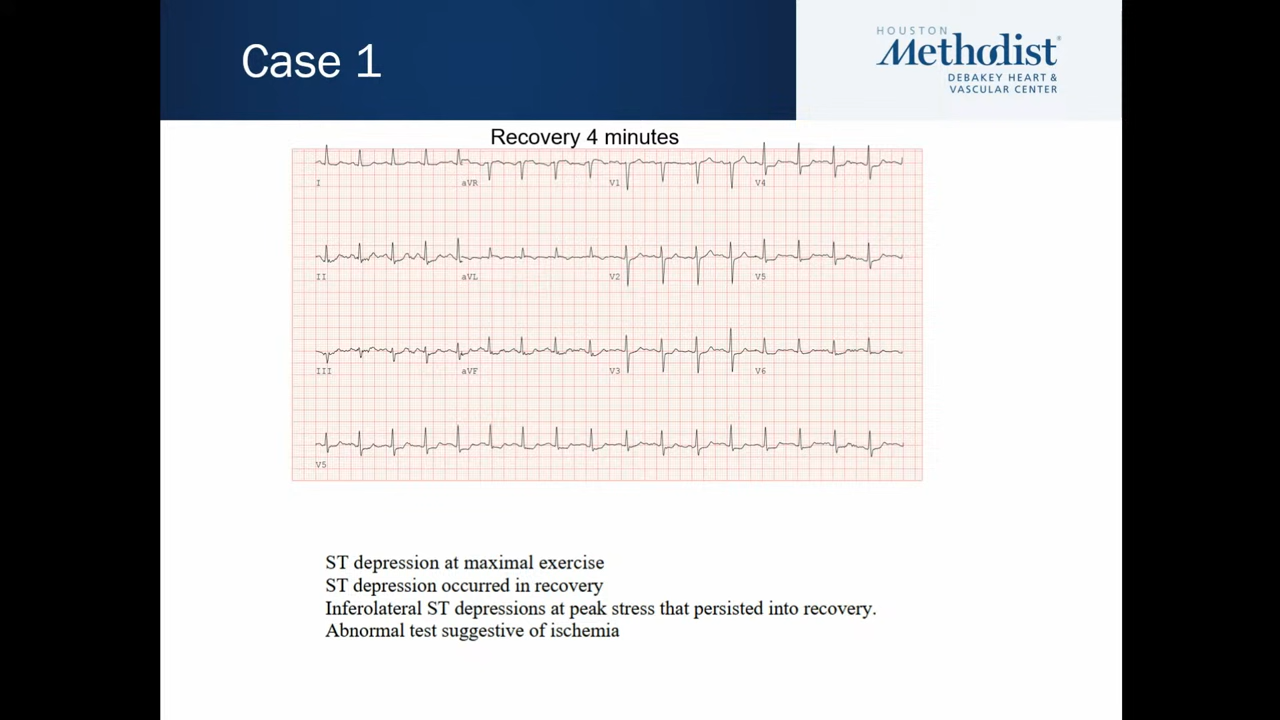 Case 1
HOUSTON
Methodist®
DEBAKEY HEART &
VASCULAR CENTER
Recovery 4 minutes
I aVR V1 V4
II aVL V2 V5
III aVF V3 V6
V5
ST depression at maximal exercise
ST depression occurred in recovery
Inferolateral ST depressions at peak stress that persisted into recovery.
Abnormal test suggestive of ischemia